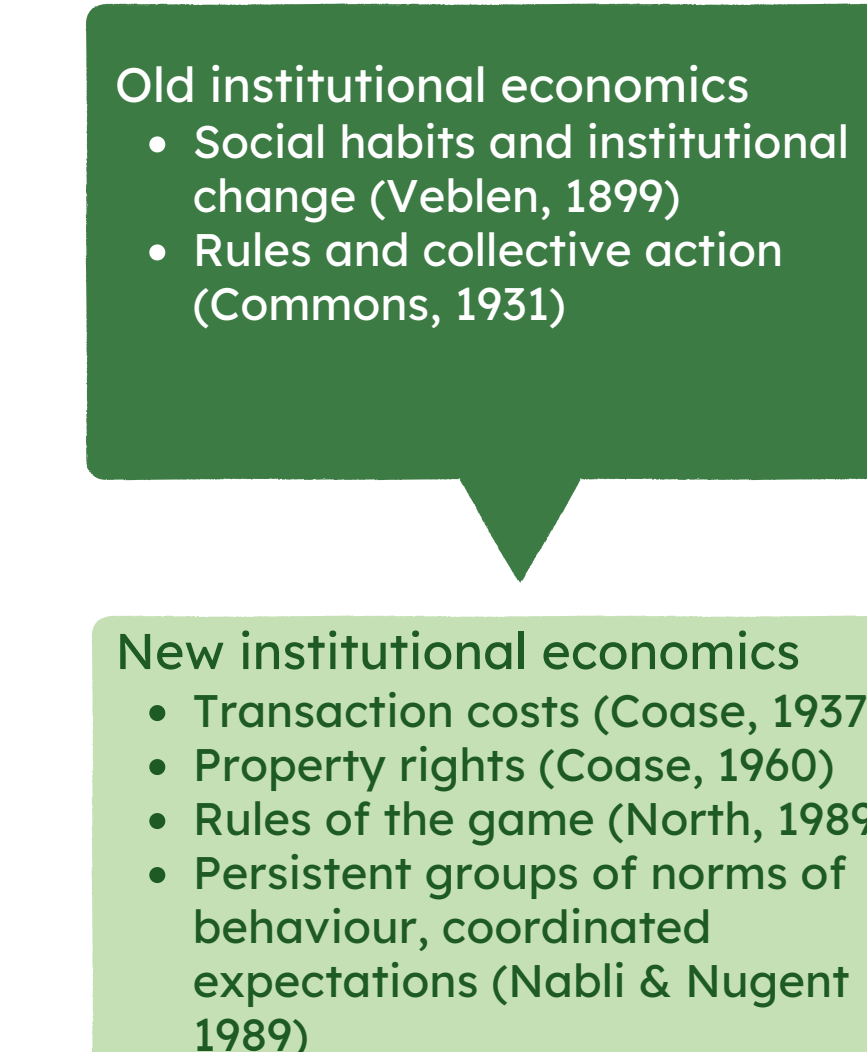 Old institutional economics
• Social habits and institutional
change (Veblen, 1899)
• Rules and collective action
(Commons, 1931)
New institutional economics
• Transaction costs (Coase, 1937
• Property rights (Coase, 1960)
• Rules of the game (North, 1989
• Persistent groups of norms of
behaviour, coordinated
expectations (Nabli & Nugent
1989)